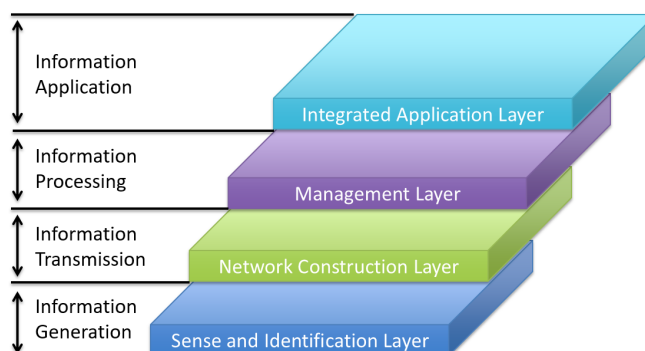 Information
Application
Integrated Application Layer
Information
Processing
Management Layer
Information
Transmission
Network Construction Layer
Information
Generation
Sense and Identification Layer